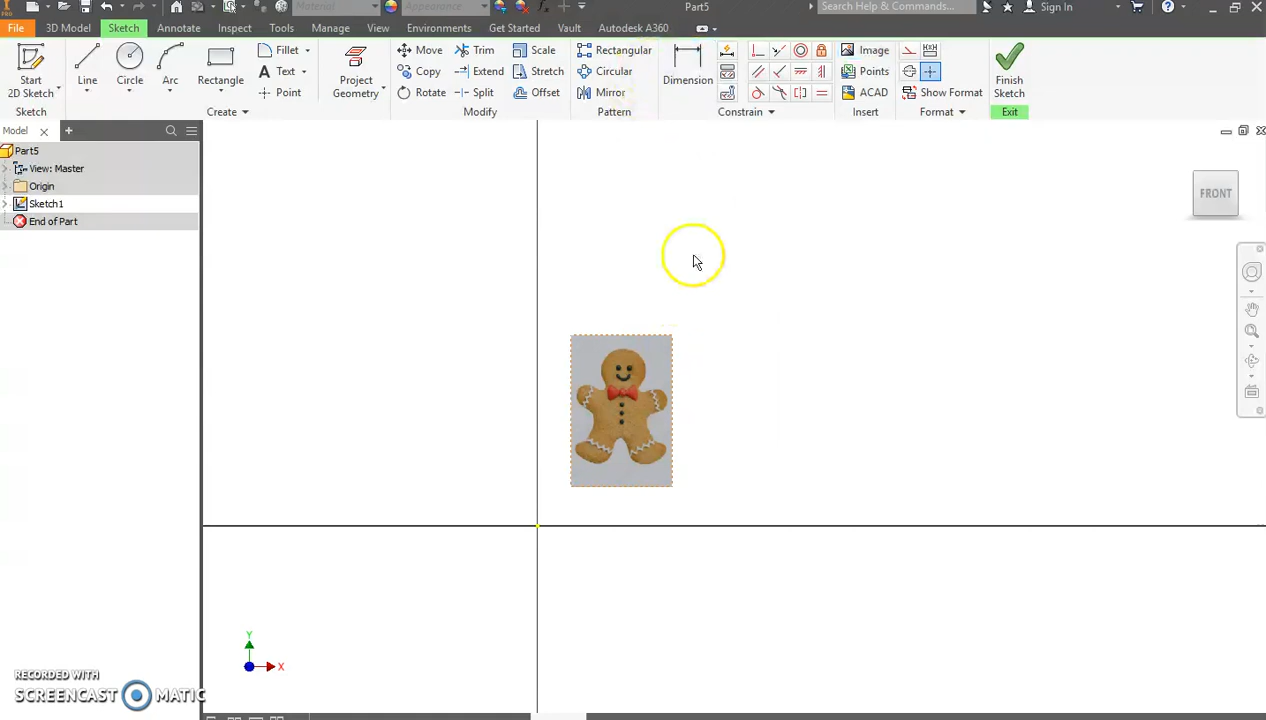 Material
Appearance
Part5
Search Help & Commands...
Sign In
PRO
File
3D Model
Sketch
Annotate
Inspect
Tools
Manage
View
Environments
Get Started
Vault
Autodesk A360
Start
2D Sketch
Line
Circle
Arc
Rectangle
Fillet
Text
Point
Project
Geometry
Move
Copy
Rotate
Trim
Extend
Split
Scale
Stretch
Offset
Rectangular
Circular
Mirror
Dimension
Image
Points
ACAD
Show Format
Finish
Sketch
Sketch
Create
Modify
Pattern
Constrain
Insert
Format
Exit
Model
Part5
View: Master
Origin
Sketch1
End of Part
FRONT
Y
X
RECORDED WITH
SCREENCAST MATIC